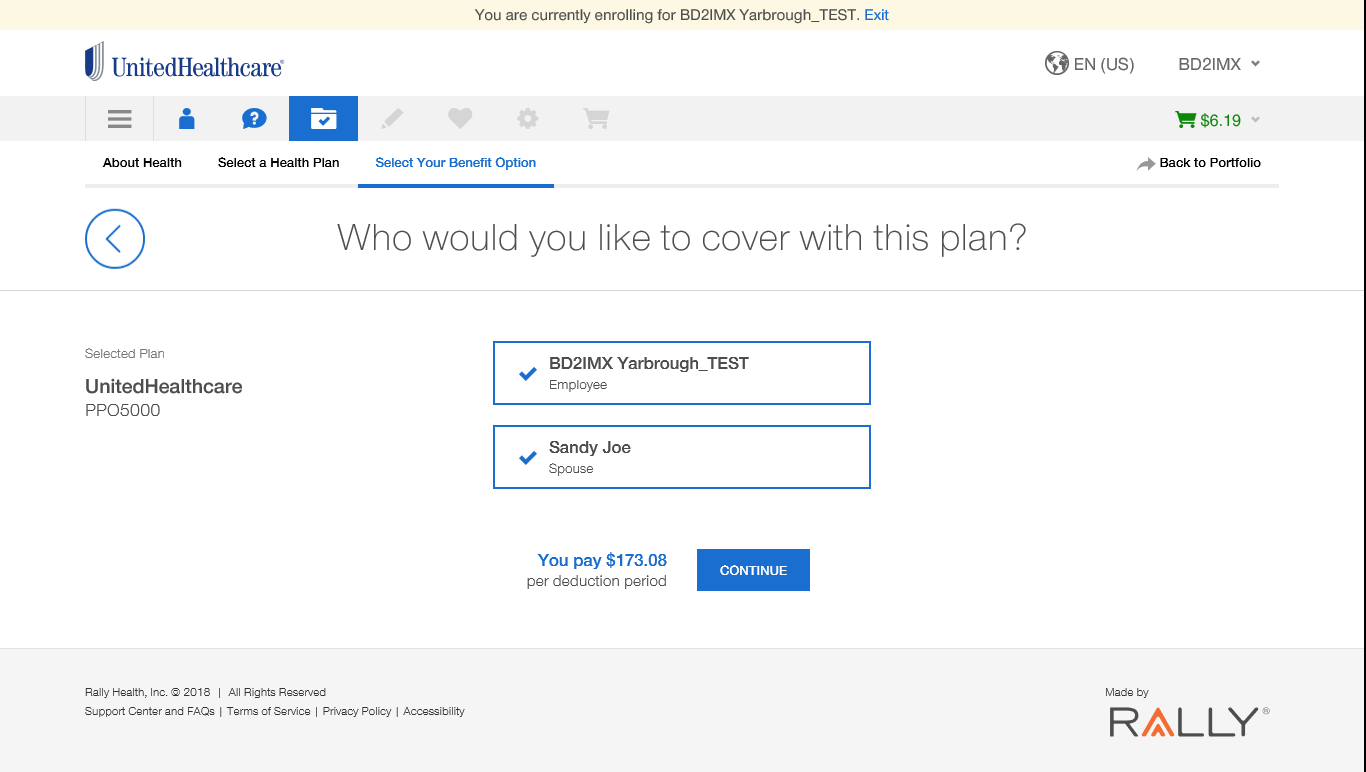 You are currently enrolling for BD2IMX Yarbrough_TEST. Exit
UnitedHealthcare®
EN (US)
BD2IMX
?
$6.19
About Health
Select a Health Plan
Select Your Benefit Option
Back to Portfolio
Who would you like to cover with this plan?
Selected Plan
UnitedHealthcare
PPO5000
BD2IMX Yarbrough_TEST
Employee
Sandy Joe
Spouse
You pay $173.08
per deduction period
CONTINUE
Rally Health, Inc. © 2018 | All Rights Reserved
Support Center and FAQs | Terms of Service | Privacy Policy | Accessibility
Made by
RALLY®